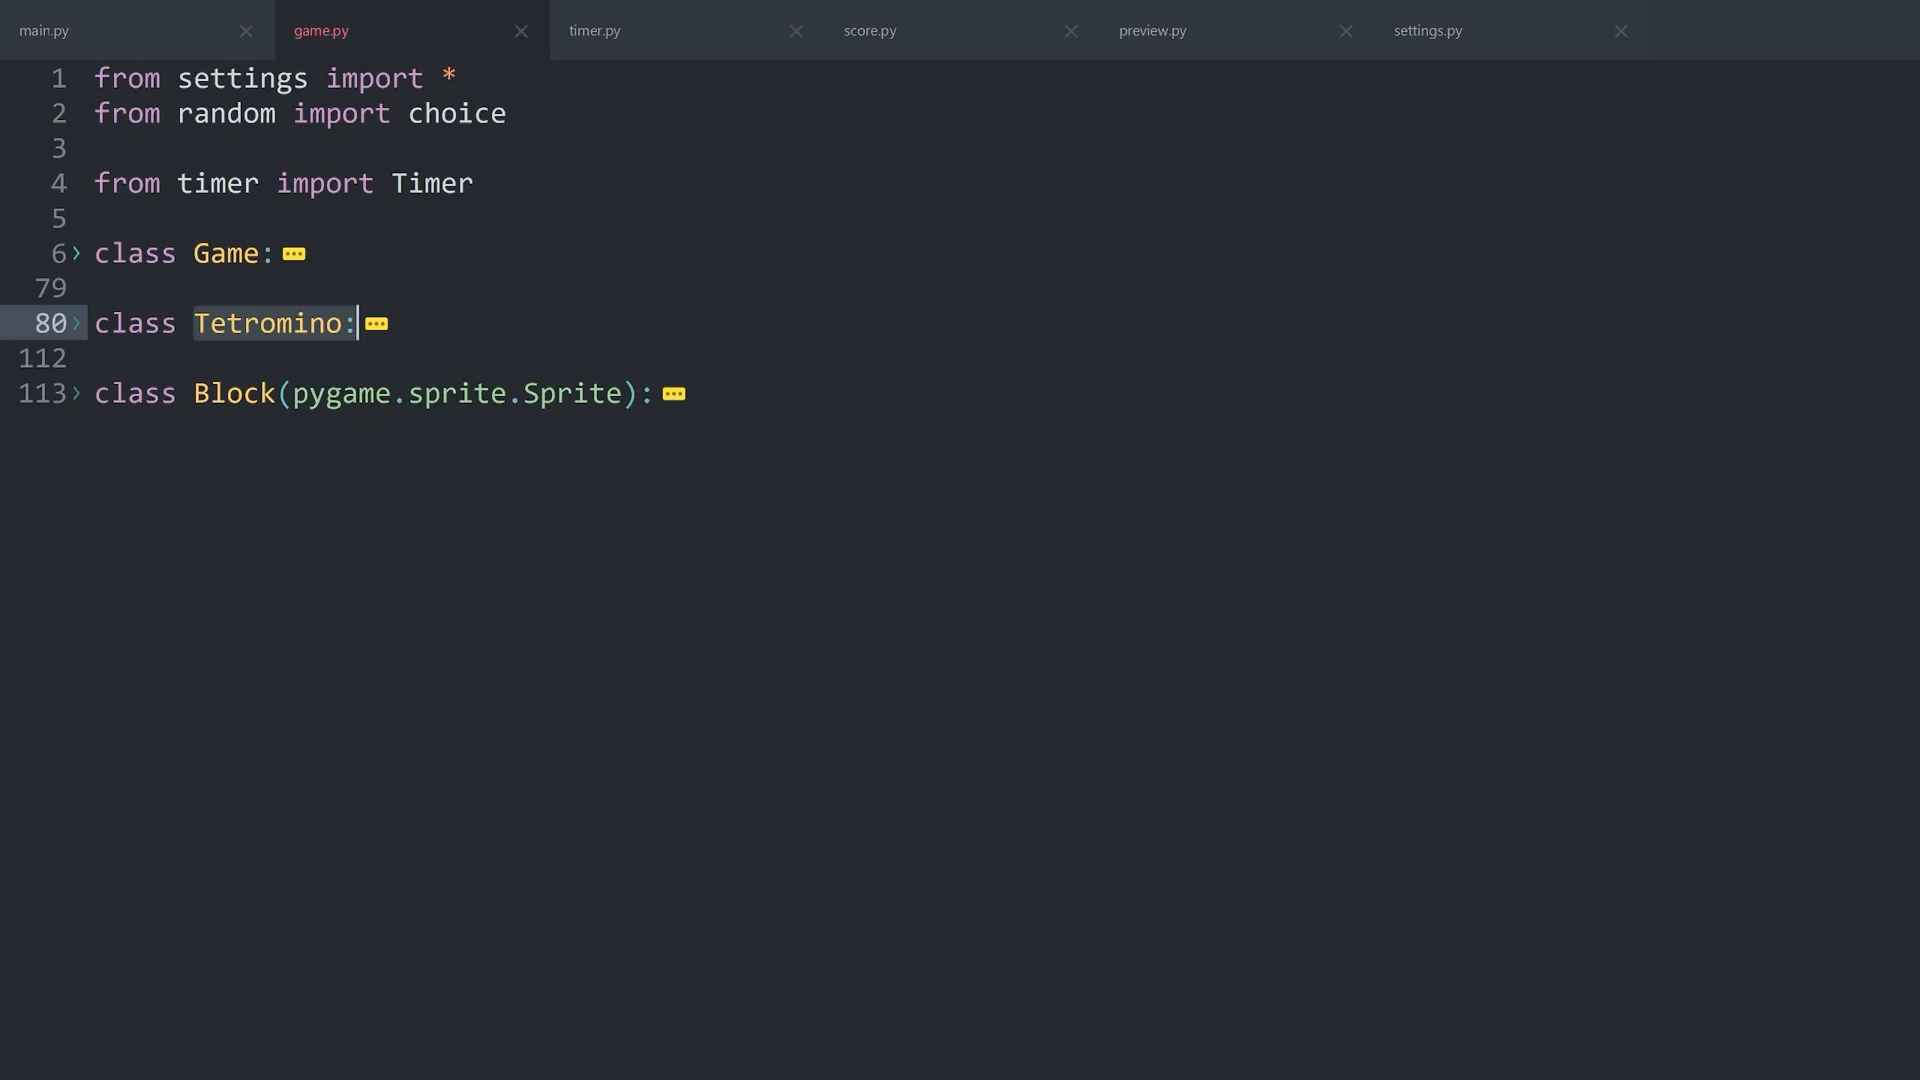 main.py × game.py × timer.py × score.py × preview.py × settings.py ×
1 from settings import *
2 from random import choice
3
4 from timer import Timer
5
6 class Game:
79
80 class Tetromino:
112
113 class Block(pygame.sprite.Sprite):